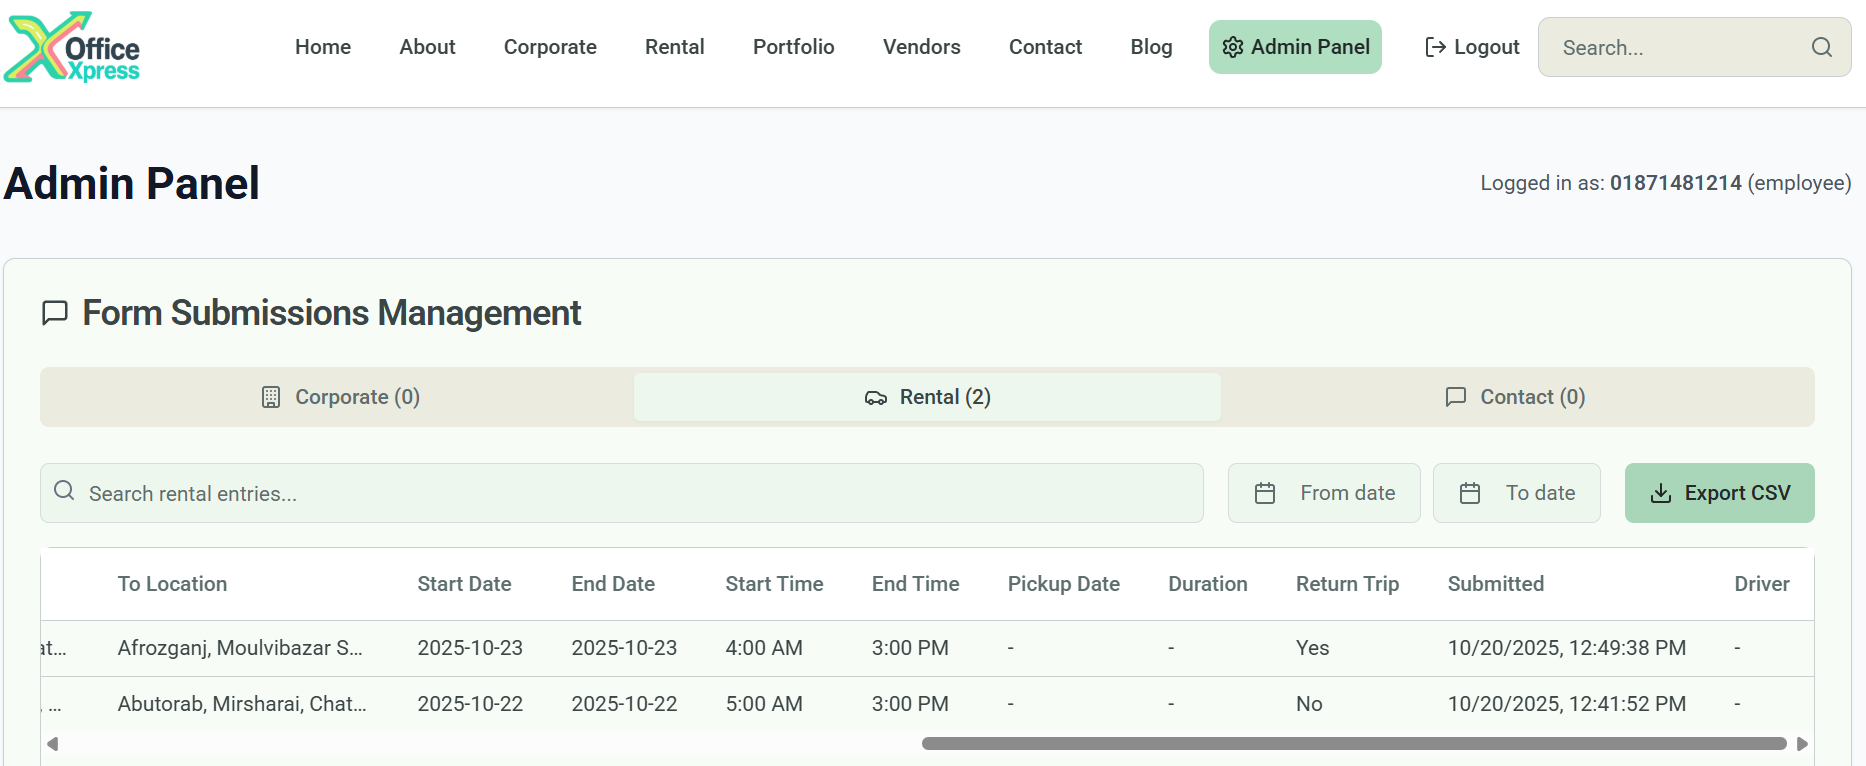 Office
Xpress
Home About Corporate Rental Portfolio Vendors Contact Blog Admin Panel Logout Search...
Admin Panel
Logged in as: 01871481214 (employee)
Form Submissions Management
Corporate (0) Rental (2) Contact (0)
Search rental entries... From date To date Export CSV
To Location Start Date End Date Start Time End Time Pickup Date Duration Return Trip Submitted Driver
at... Afrozganj, Moulvibazar S... 2025-10-23 2025-10-23 4:00 AM 3:00 PM - - Yes 10/20/2025, 12:49:38 PM -
, ... Abutorab, Mirsharai, Chat... 2025-10-22 2025-10-22 5:00 AM 3:00 PM - - No 10/20/2025, 12:41:52 PM -